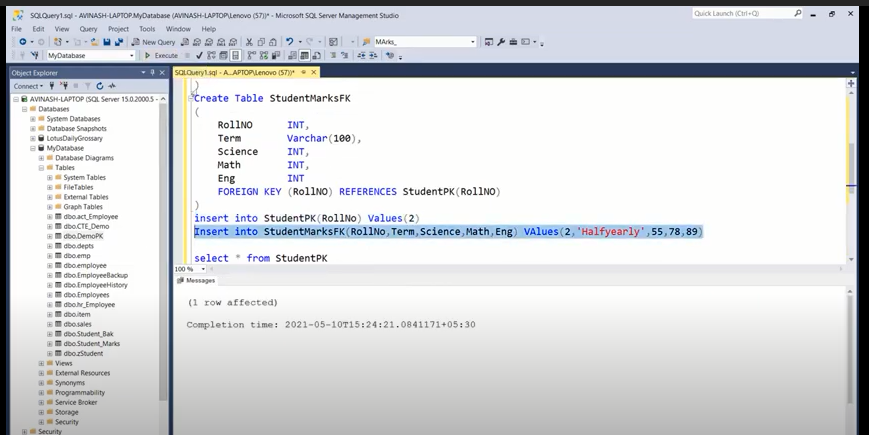 SQLQuery1.sql - AVINASH-LAPTOP.MyDatabase (AVINASH-LAPTOP\Lenovo (57))* - Microsoft SQL Server Management Studio
Quick Launch (Ctrl+Q)
File Edit View Query Project Tools Window Help
New Query MArks_
MyDatabase Execute
Object Explorer
SQLQuery1.sql - A...APTOP\Lenovo (57))*
Connect
AVINASH-LAPTOP (SQL Server 15.0.2000.5
Databases
System Databases
Database Snapshots
LotusDailyGrossary
MyDatabase
Database Diagrams
Tables
System Tables
FileTables
External Tables
Graph Tables
dbo.act_Employee
dbo.CTE_Demo
dbo.DemoPK
dbo.depts
dbo.emp
dbo.employee
dbo.EmployeeBackup
dbo.EmployeeHistory
dbo.Employees
dbo.hr_Employee
dbo.item
dbo.sales
dbo.Student_Bak
dbo.Student_Marks
dbo.zStudent
Views
External Resources
Synonyms
Programmability
Service Broker
Storage
Security
Security
)
Create Table StudentMarksFK
(
RollNO INT,
Term Varchar(100),
Science INT,
Math INT,
Eng INT
FOREIGN KEY (RollNO) REFERENCES StudentPK(RollNO)
)
insert into StudentPK(RollNo) Values(2)
Insert into StudentMarksFK(RollNo,Term,Science,Math,Eng) VAlues(2,'Halfyearly',55,78,89)
select * from StudentPK
100 %
Messages
(1 row affected)
Completion time: 2021-05-10T15:24:21.0841171+05:30